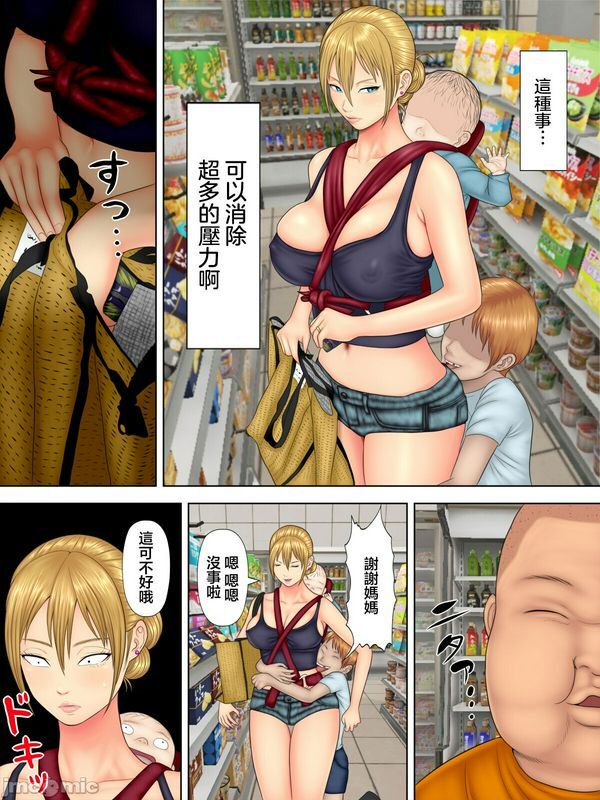 這種事…
可以消除
超多的壓力啊
すっ…
謝謝媽媽
嗯嗯嗯
沒事啦
這可不好哦
ドキッ
ニタァ…